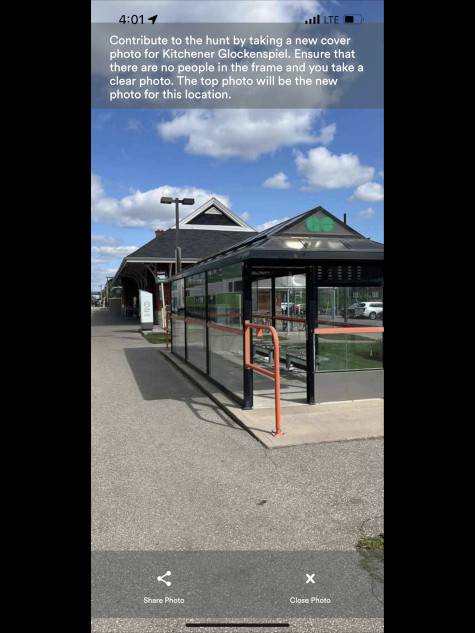 4:01
LTE
Contribute to the hunt by taking a new cover
photo for Kitchener Glockenspiel. Ensure that
there are no people in the frame and you take a
clear photo. The top photo will be the new
photo for this location.
GO
Share Photo
Close Photo